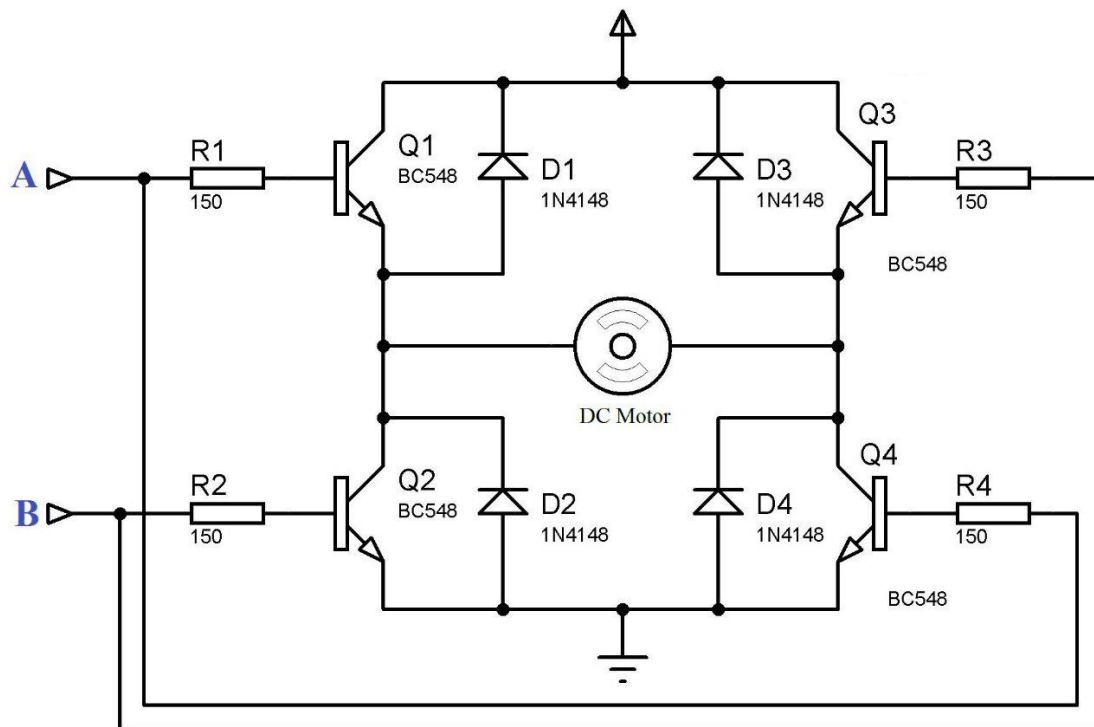 Q3
R1
Q1
R3
A
BC548
D1
D3
150
1N4148
1N4148
150
BC548
DC Motor
R2
Q2
Q4
R4
B
BC548
D2
D4
150
1N4148
1N4148
150
BC548